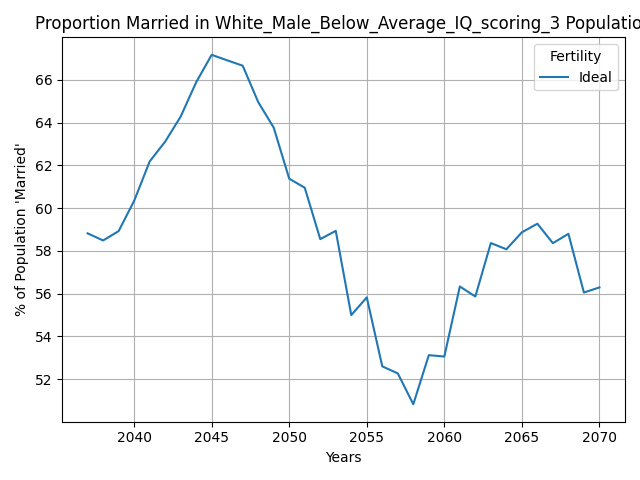 Proportion Married in White_Male_Below_Average_IQ_scoring_3 Populatio
Fertility
Ideal
% of Population 'Married'
66
64
62
60
58
56
54
52
2040 2045 2050 2055 2060 2065 2070
Years